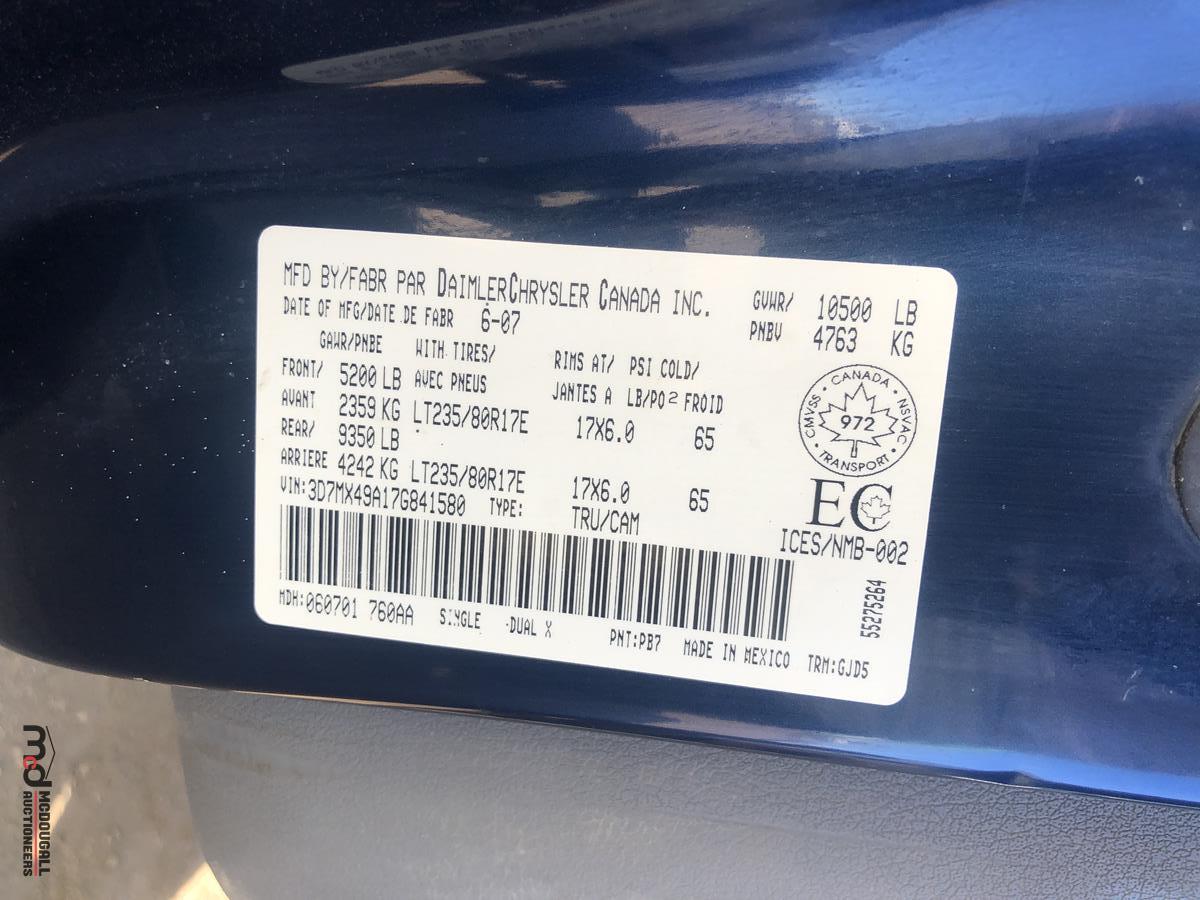 MFD BY/FABR PAR DAIMLERCHRYSLER CANADA INC.
DATE OF MFG/DATE DE FABR 6-07
GVWR/ 10500 LB
PNBV 4763 KG
GAWR/PNBE WITH TIRES/ RIMS AT/ PSI COLD/
FRONT/ 5200 LB AVEC PNEUS JANTES A LB/PO2 FROID
AVANT 2359 KG LT235/80R17E 17X6.0 65
REAR/ 9350 LB
ARRIERE 4242 KG LT235/80R17E 17X6.0 65
VIN:3D7MX49A17G841580 TYPE: TRU/CAM
CANADA · NSVAC · TRANSPORT · CMVSS
972
EC
ICES/NMB-002
55275264
MDH:060701 760AA SINGLE DUAL X PNT:PB7 MADE IN MEXICO TRM:GJD5
mcd
MCDOUGALL
AUCTIONEERS